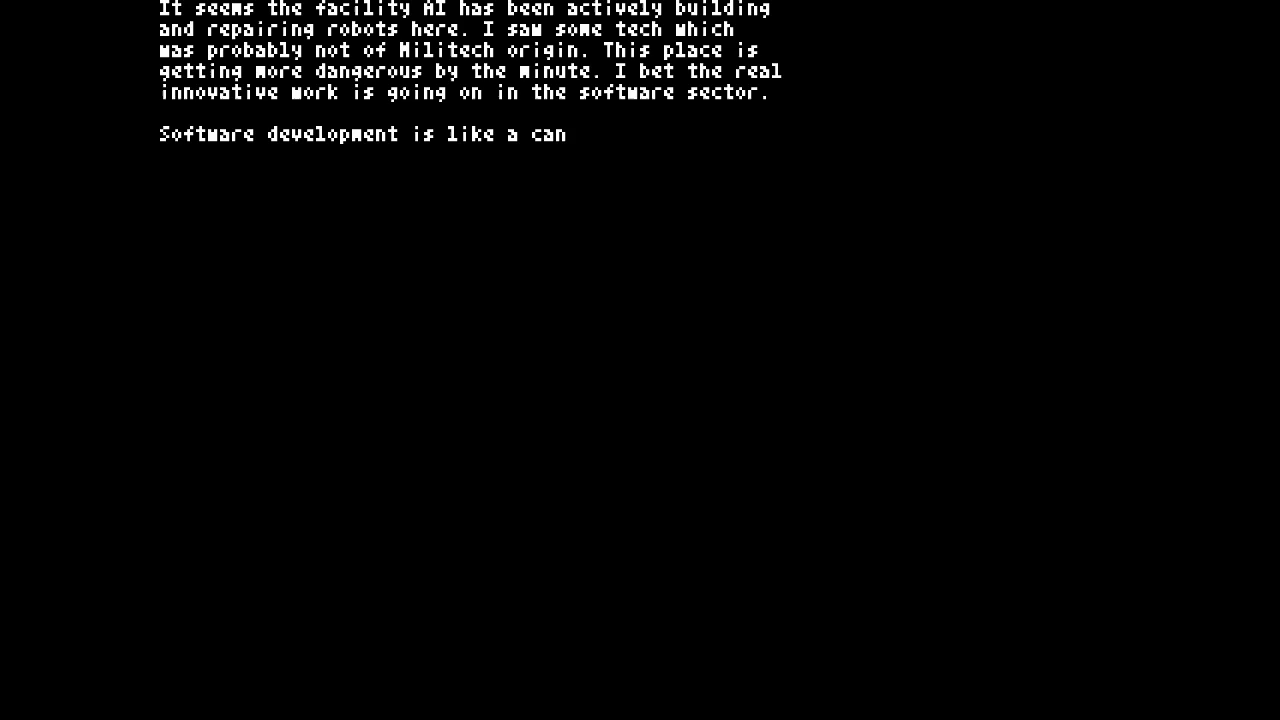 It seems the facility AI has been actively building
and repairing robots here. I saw some tech which
was probably not of Militech origin. This place is
getting more dangerous by the minute. I bet the real
innovative work is going on in the software sector.
Software development is like a can